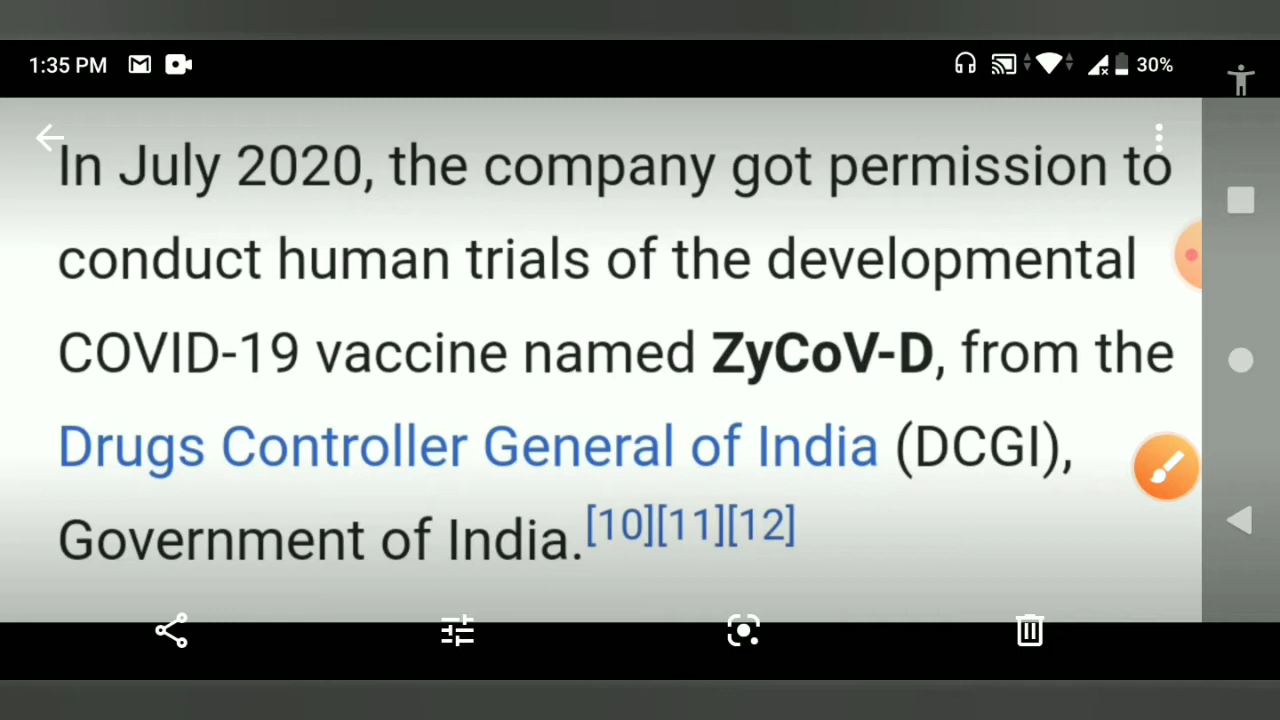 1:35 PM 30%
In July 2020, the company got permission to
conduct human trials of the developmental
COVID-19 vaccine named ZyCoV-D, from the
Drugs Controller General of India (DCGI),
Government of India.[10][11][12]